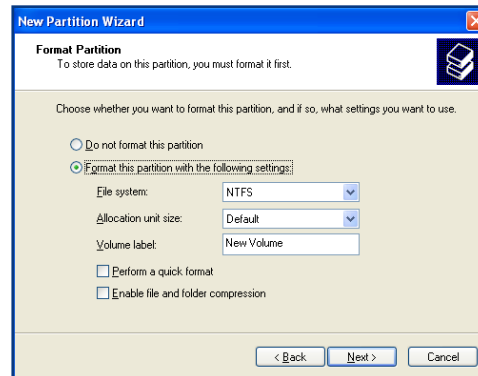 New Partition Wizard
Format Partition
To store data on this partition, you must format it first.
Choose whether you want to format this partition, and if so, what settings you want to use.
Do not format this partition
Format this partition with the following settings:
File system: NTFS
Allocation unit size: Default
Volume label: New Volume
Perform a quick format
Enable file and folder compression
< Back Next > Cancel